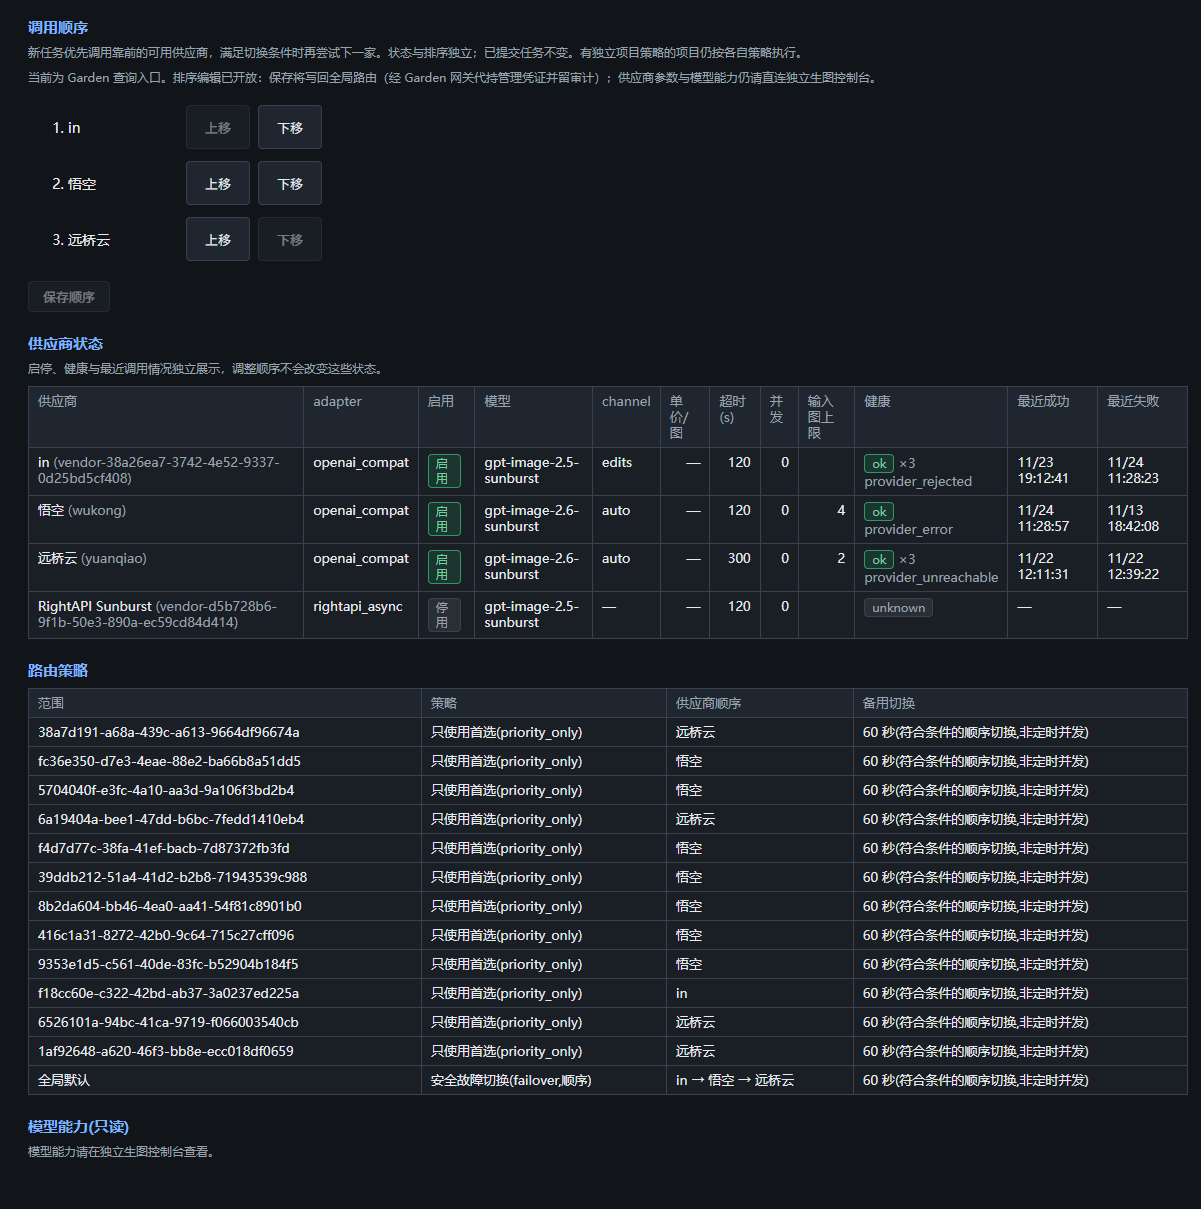 调用顺序
新任务优先调用靠前的可用供应商，满足切换条件时再尝试下一家。状态与排序独立；已提交任务不变。有独立项目策略的项目仍按各自策略执行。
当前为 Garden 查询入口。排序编辑已开放：保存将写回全局路由（经 Garden 网关代持管理凭证并留审计）；供应商参数与模型能力仍请直连独立生图控制台。
1. in 上移 下移
2. 悟空 上移 下移
3. 远桥云 上移 下移
保存顺序
供应商状态
启停、健康与最近调用情况独立展示，调整顺序不会改变这些状态。
供应商 adapter 启用 模型 channel 单价/图 超时(s) 并发 输入图上限 健康 最近成功 最近失败
in (vendor-38a26ea7-3742-4e52-9337-0d25bd5cf408) openai_compat 启用 gpt-image-2.5-sunburst edits — 120 0 ok ×3 provider_rejected 11/23 19:12:41 11/24 11:28:23
悟空 (wukong) openai_compat 启用 gpt-image-2.6-sunburst auto — 120 0 4 ok provider_error 11/24 11:28:57 11/13 18:42:08
远桥云 (yuanqiao) openai_compat 启用 gpt-image-2.6-sunburst auto — 300 0 2 ok ×3 provider_unreachable 11/22 12:11:31 11/22 12:39:22
RightAPI Sunburst (vendor-d5b728b6-9f1b-50e3-890a-ec59cd84d414) rightapi_async 停用 gpt-image-2.5-sunburst — — 120 0 unknown — —
路由策略
范围 策略 供应商顺序 备用切换
38a7d191-a68a-439c-a613-9664df96674a 只使用首选(priority_only) 远桥云 60 秒(符合条件的顺序切换,非定时并发)
fc36e350-d7e3-4eae-88e2-ba66b8a51dd5 只使用首选(priority_only) 悟空 60 秒(符合条件的顺序切换,非定时并发)
5704040f-e3fc-4a10-aa3d-9a106f3bd2b4 只使用首选(priority_only) 悟空 60 秒(符合条件的顺序切换,非定时并发)
6a19404a-bee1-47dd-b6bc-7fedd1410eb4 只使用首选(priority_only) 远桥云 60 秒(符合条件的顺序切换,非定时并发)
f4d7d77c-38fa-41ef-bacb-7d87372fb3fd 只使用首选(priority_only) 悟空 60 秒(符合条件的顺序切换,非定时并发)
39ddb212-51a4-41d2-b2b8-71943539c988 只使用首选(priority_only) 悟空 60 秒(符合条件的顺序切换,非定时并发)
8b2da604-bb46-4ea0-aa41-54f81c8901b0 只使用首选(priority_only) 悟空 60 秒(符合条件的顺序切换,非定时并发)
416c1a31-8272-42b0-9c64-715c27cff096 只使用首选(priority_only) 悟空 60 秒(符合条件的顺序切换,非定时并发)
9353e1d5-c561-40de-83fc-b52904b184f5 只使用首选(priority_only) 悟空 60 秒(符合条件的顺序切换,非定时并发)
f18cc60e-c322-42bd-ab37-3a0237ed225a 只使用首选(priority_only) in 60 秒(符合条件的顺序切换,非定时并发)
6526101a-94bc-41ca-9719-f066003540cb 只使用首选(priority_only) 远桥云 60 秒(符合条件的顺序切换,非定时并发)
1af92648-a620-46f3-bb8e-ecc018df0659 只使用首选(priority_only) 远桥云 60 秒(符合条件的顺序切换,非定时并发)
全局默认 安全故障切换(failover,顺序) in → 悟空 → 远桥云 60 秒(符合条件的顺序切换,非定时并发)
模型能力(只读)
模型能力请在独立生图控制台查看。